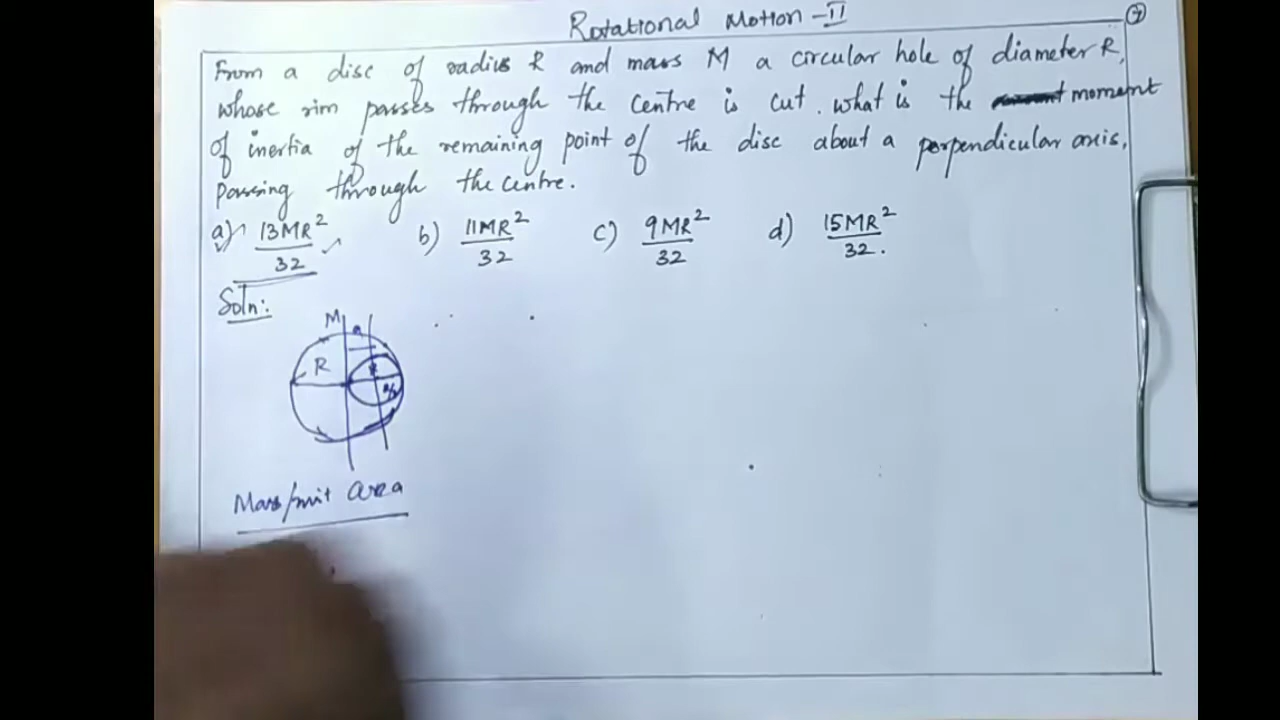 Rotational Motion - II
7
From a disc of radius R and mass M a circular hole of diameter R,
whose rim passes through the centre is cut. what is the moment
of inertia of the remaining point of the disc about a perpendicular axis,
passing through the centre.
a) 13MR²/32 b) 11MR²/32 c) 9MR²/32 d) 15MR²/32.
Soln:
M
R
R/2
Mass/unit area